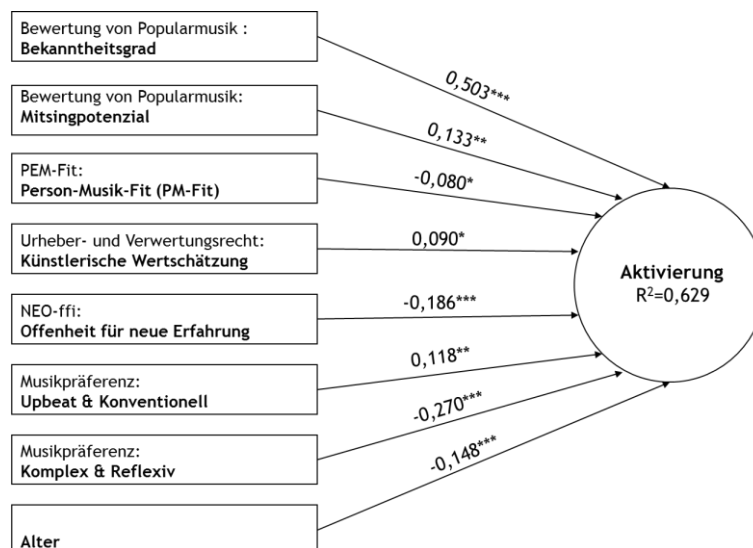 Bewertung von Popularmusik :
Bekanntheitsgrad
Bewertung von Popularmusik:
Mitsingpotenzial
PEM-Fit:
Person-Musik-Fit (PM-Fit)
Urheber- und Verwertungsrecht:
Künstlerische Wertschätzung
NEO-ffi:
Offenheit für neue Erfahrung
Musikpräferenz:
Upbeat & Konventionell
Musikpräferenz:
Komplex & Reflexiv
Alter
0,503***
0,133**
-0,080*
0,090*
-0,186***
0,118**
-0,270***
-0,148***
Aktivierung
R²=0,629